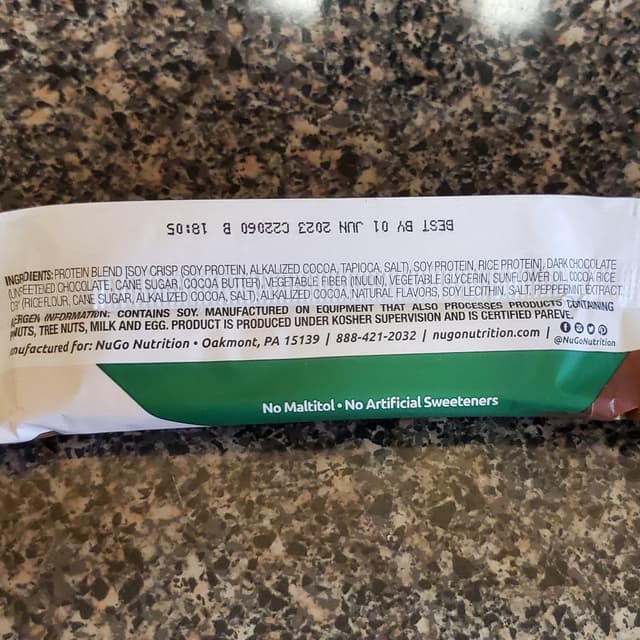 BEST BY 01 JUN 2023 C22060 B 18:05
INGREDIENTS: PROTEIN BLEND [SOY CRISP (SOY PROTEIN, ALKALIZED COCOA, TAPIOCA, SALT), SOY PROTEIN, RICE PROTEIN], DARK CHOCOLATE
(UNSWEETENED CHOCOLATE, CANE SUGAR, COCOA BUTTER), VEGETABLE FIBER (INULIN), VEGETABLE GLYCERIN, SUNFLOWER OIL, COCOA RICE
(RICE FLOUR, CANE SUGAR, ALKALIZED COCOA, SALT), ALKALIZED COCOA, NATURAL FLAVORS, SOY LECITHIN, SALT, PEPPERMINT EXTRACT.
ALLERGEN INFORMATION: CONTAINS SOY. MANUFACTURED ON EQUIPMENT THAT ALSO PROCESSES PRODUCTS CONTAINING
NUTS, TREE NUTS, MILK AND EGG. PRODUCT IS PRODUCED UNDER KOSHER SUPERVISION AND IS CERTIFIED PAREVE.
nufactured for: NuGo Nutrition • Oakmont, PA 15139 | 888-421-2032 | nugonutrition.com | @NuGoNutrition
No Maltitol • No Artificial Sweeteners